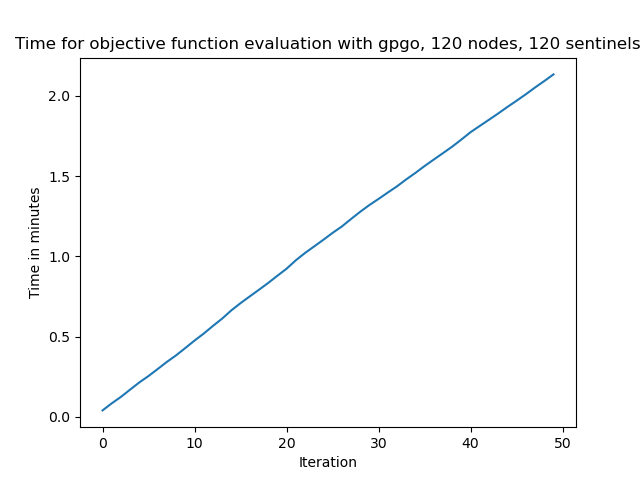 Time for objective function evaluation with gpgo, 120 nodes, 120 sentinels
2.0
1.5
1.0
0.5
0.0
Time in minutes
0 10 20 30 40 50
Iteration